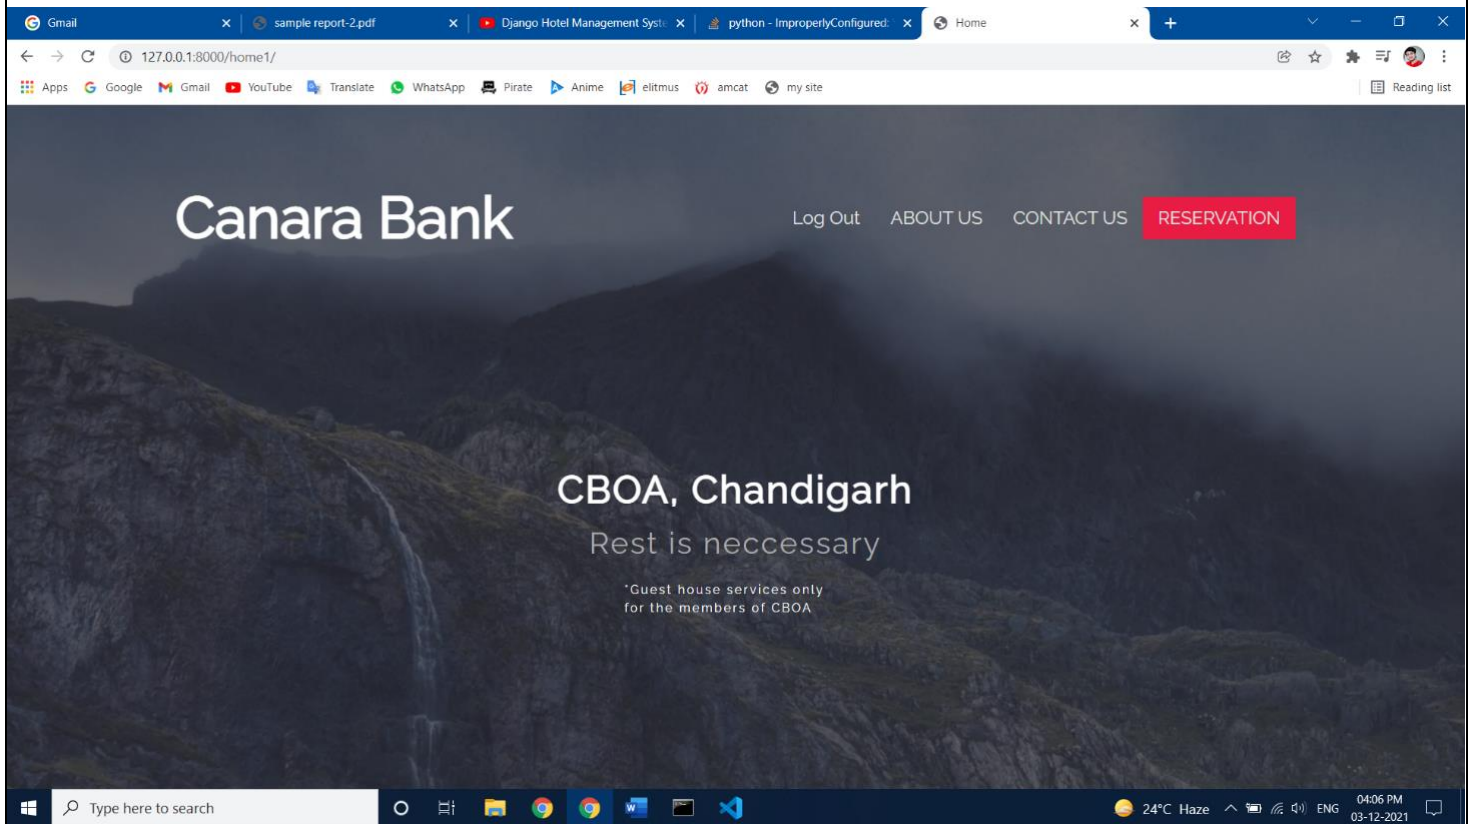 Gmail sample report-2.pdf Django Hotel Management Syste python - ImproperlyConfigured: Home
127.0.0.1:8000/home1/
Apps Google Gmail YouTube Translate WhatsApp Pirate Anime elitmus amcat my site Reading list
Canara Bank Log Out ABOUT US CONTACT US RESERVATION
CBOA, Chandigarh
Rest is neccessary
*Guest house services only
for the members of CBOA
Type here to search 24°C Haze ENG 04:06 PM
03-12-2021